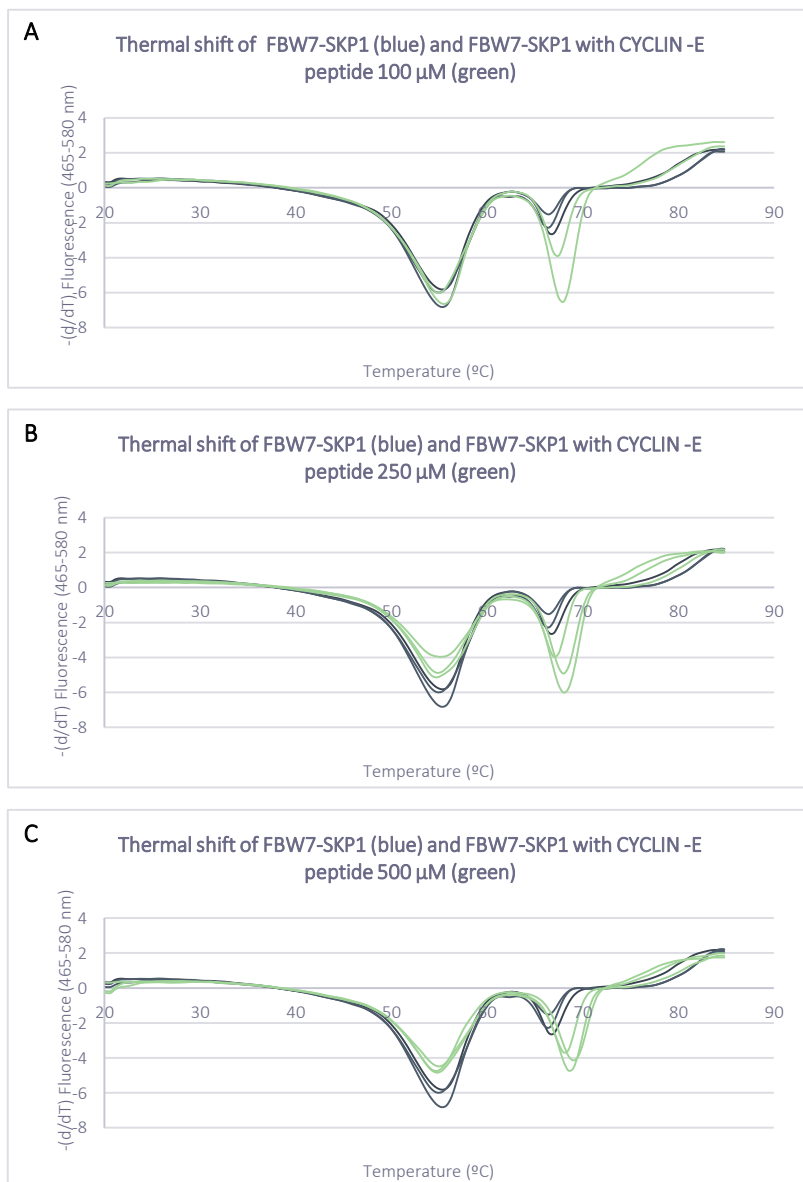 A
Thermal shift of FBW7-SKP1 (blue) and FBW7-SKP1 with CYCLIN -E
peptide 100 µM (green)
-(d/dT) Fluorescence (465-580 nm)
4
2
0
-2
-4
-6
-8
20 30 40 50 60 70 80 90
Temperature (ºC)
B
Thermal shift of FBW7-SKP1 (blue) and FBW7-SKP1 with CYCLIN -E
peptide 250 µM (green)
-(d/dT) Fluorescence (465-580 nm)
4
2
0
-2
-4
-6
-8
20 30 40 50 60 70 80 90
Temperature (ºC)
C
Thermal shift of FBW7-SKP1 (blue) and FBW7-SKP1 with CYCLIN -E
peptide 500 µM (green)
-(d/dT) Fluorescence (465-580 nm)
4
2
0
-2
-4
-6
-8
20 30 40 50 60 70 80 90
Temperature (ºC)